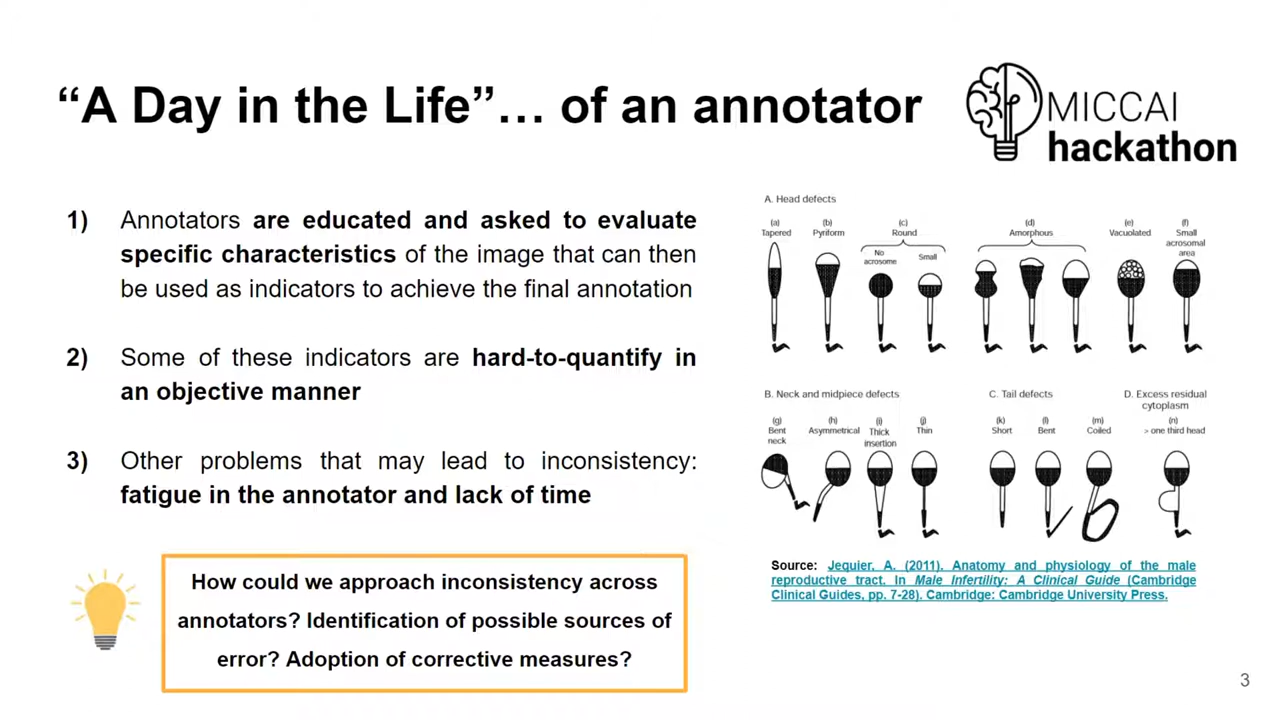 “A Day in the Life”… of an annotator
MICCAI
hackathon
1) Annotators are educated and asked to evaluate
specific characteristics of the image that can then
be used as indicators to achieve the final annotation
2) Some of these indicators are hard-to-quantify in
an objective manner
3) Other problems that may lead to inconsistency:
fatigue in the annotator and lack of time
How could we approach inconsistency across
annotators? Identification of possible sources of
error? Adoption of corrective measures?
A. Head defects
(a)
Tapered
(b)
Pyriform
(c)
Round
No
acrosome
Small
(d)
Amorphous
(e)
Vacuolated
(f)
Small
acrosomal
area
B. Neck and midpiece defects
(g)
Bent
neck
(h)
Asymmetrical
(i)
Thick
insertion
(j)
Thin
C. Tail defects
(k)
Short
(l)
Bent
(m)
Coiled
D. Excess residual
cytoplasm
(n)
> one third head
Source: Jequier, A. (2011). Anatomy and physiology of the male
reproductive tract. In Male Infertility: A Clinical Guide (Cambridge
Clinical Guides, pp. 7-28). Cambridge: Cambridge University Press.
3